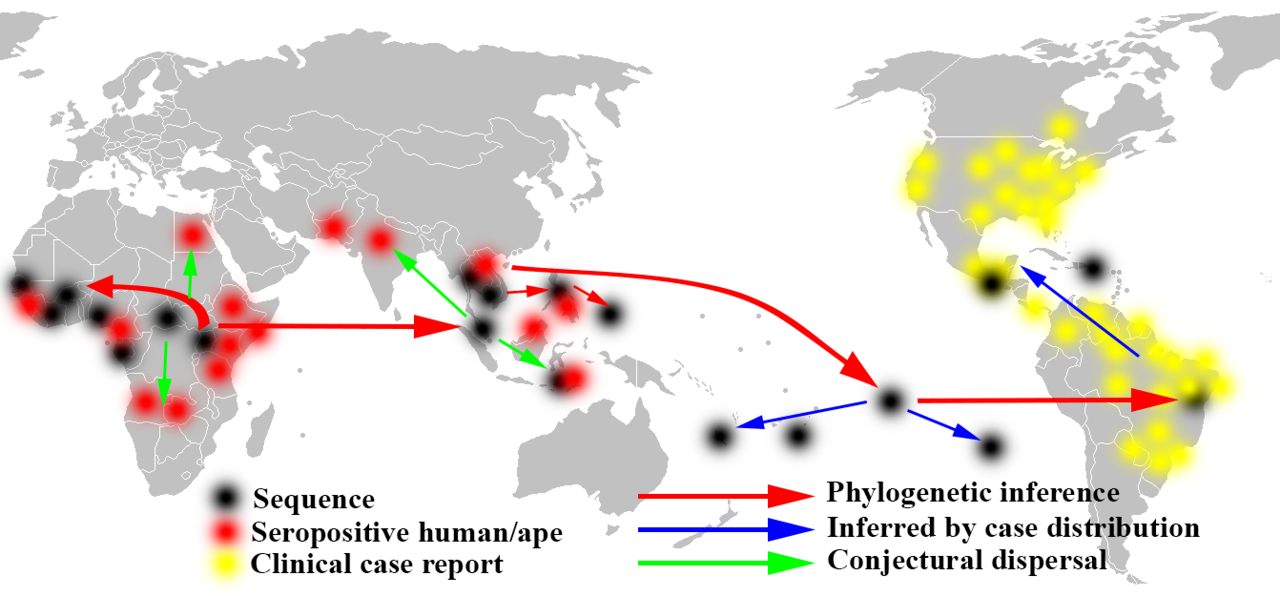 Sequence
Seropositive human/ape
Clinical case report
Phylogenetic inference
Inferred by case distribution
Conjectural dispersal